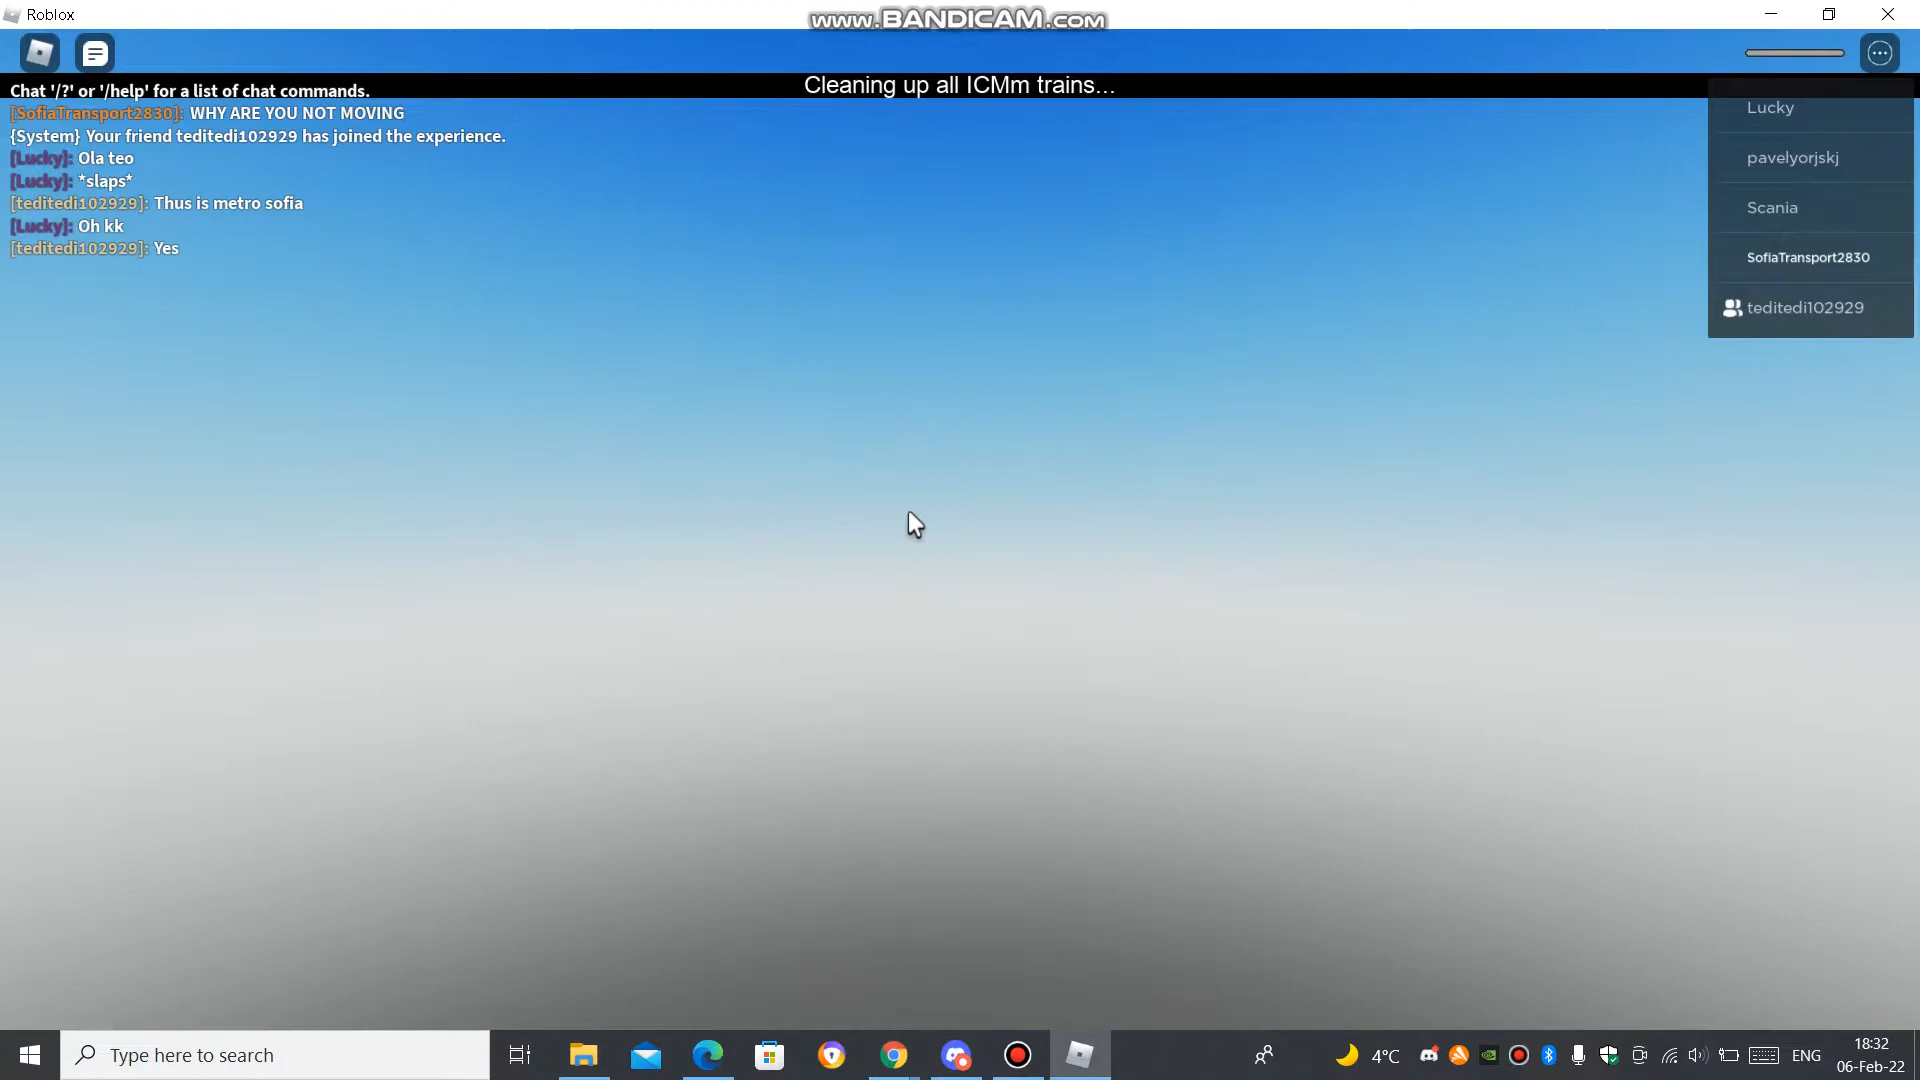 Roblox
www.BANDICAM.com
Cleaning up all ICMm trains...
Chat '/?' or '/help' for a list of chat commands.
[SofiaTransport2830]: WHY ARE YOU NOT MOVING
{System} Your friend teditedi102929 has joined the experience.
[Lucky]: Ola teo
[Lucky]: *slaps*
[teditedi102929]: Thus is metro sofia
[Lucky]: Oh kk
[teditedi102929]: Yes
Lucky
pavelyorjskj
Scania
SofiaTransport2830
teditedi102929
Type here to search
4°C
ENG
18:32
06-Feb-22